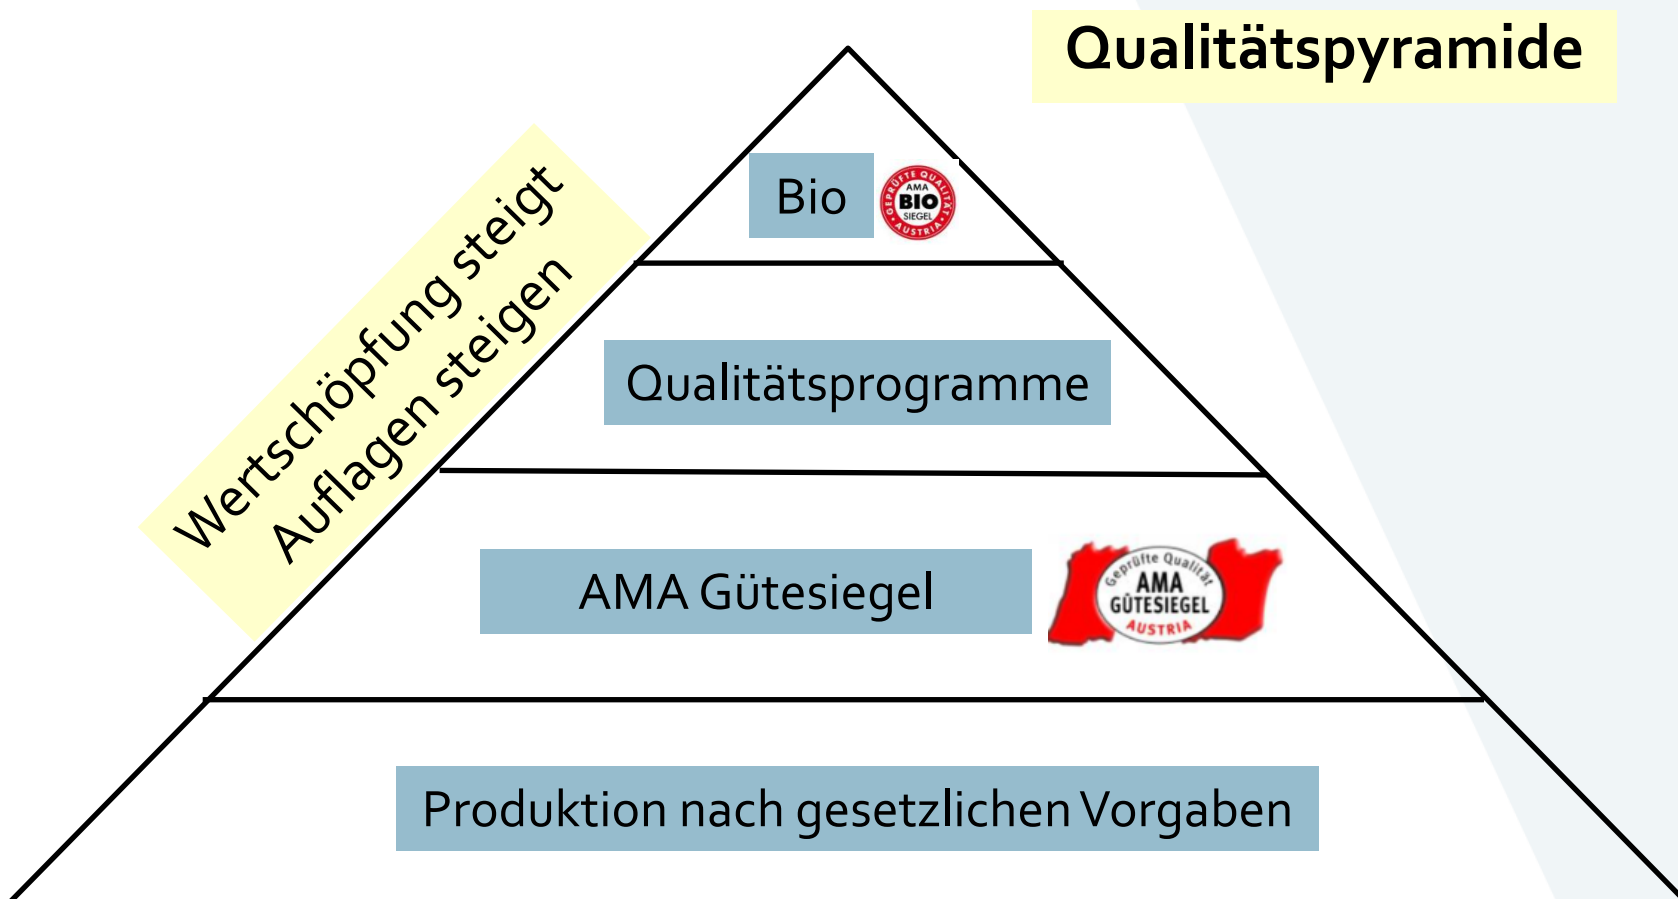 Qualitätspyramide
Wertschöpfung steigt
Auflagen steigen
Bio
GEPRÜFTE QUALITÄT
AMA
BIO
SIEGEL
AUSTRIA
Qualitätsprogramme
AMA Gütesiegel
Geprüfte Qualität
AMA
GÜTESIEGEL
AUSTRIA
Produktion nach gesetzlichen Vorgaben